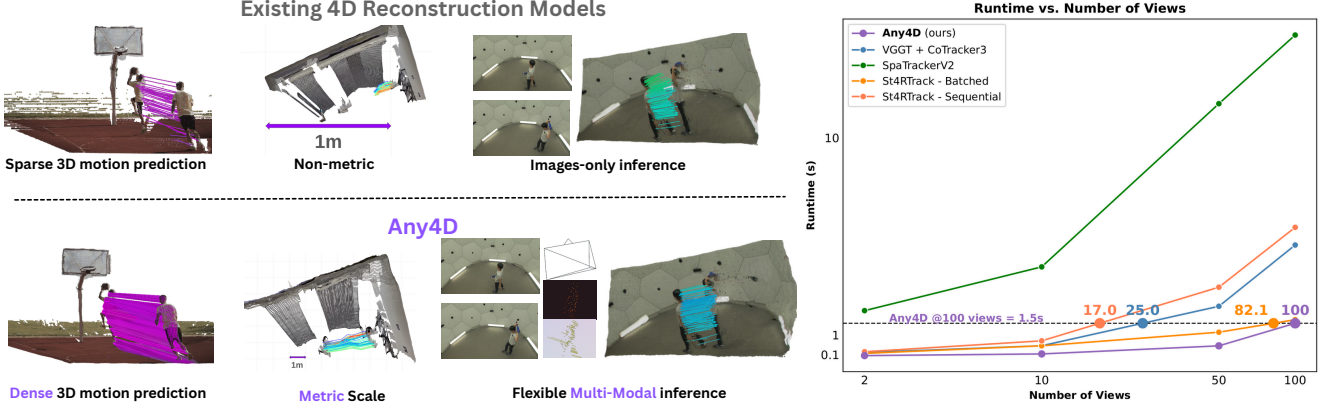 Existing 4D Reconstruction Models
1m
Sparse 3D motion prediction
Non-metric
Images-only inference
Any4D
1m
Dense 3D motion prediction
Metric Scale
Flexible Multi-Modal inference
Runtime vs. Number of Views
Any4D (ours)
VGGT + CoTracker3
SpaTrackerV2
St4RTrack - Batched
St4RTrack - Sequential
Runtime (s)
10
1
0.1
17.0
25.0
82.1
100
Any4D @100 views = 1.5s
2
10
50
100
Number of Views